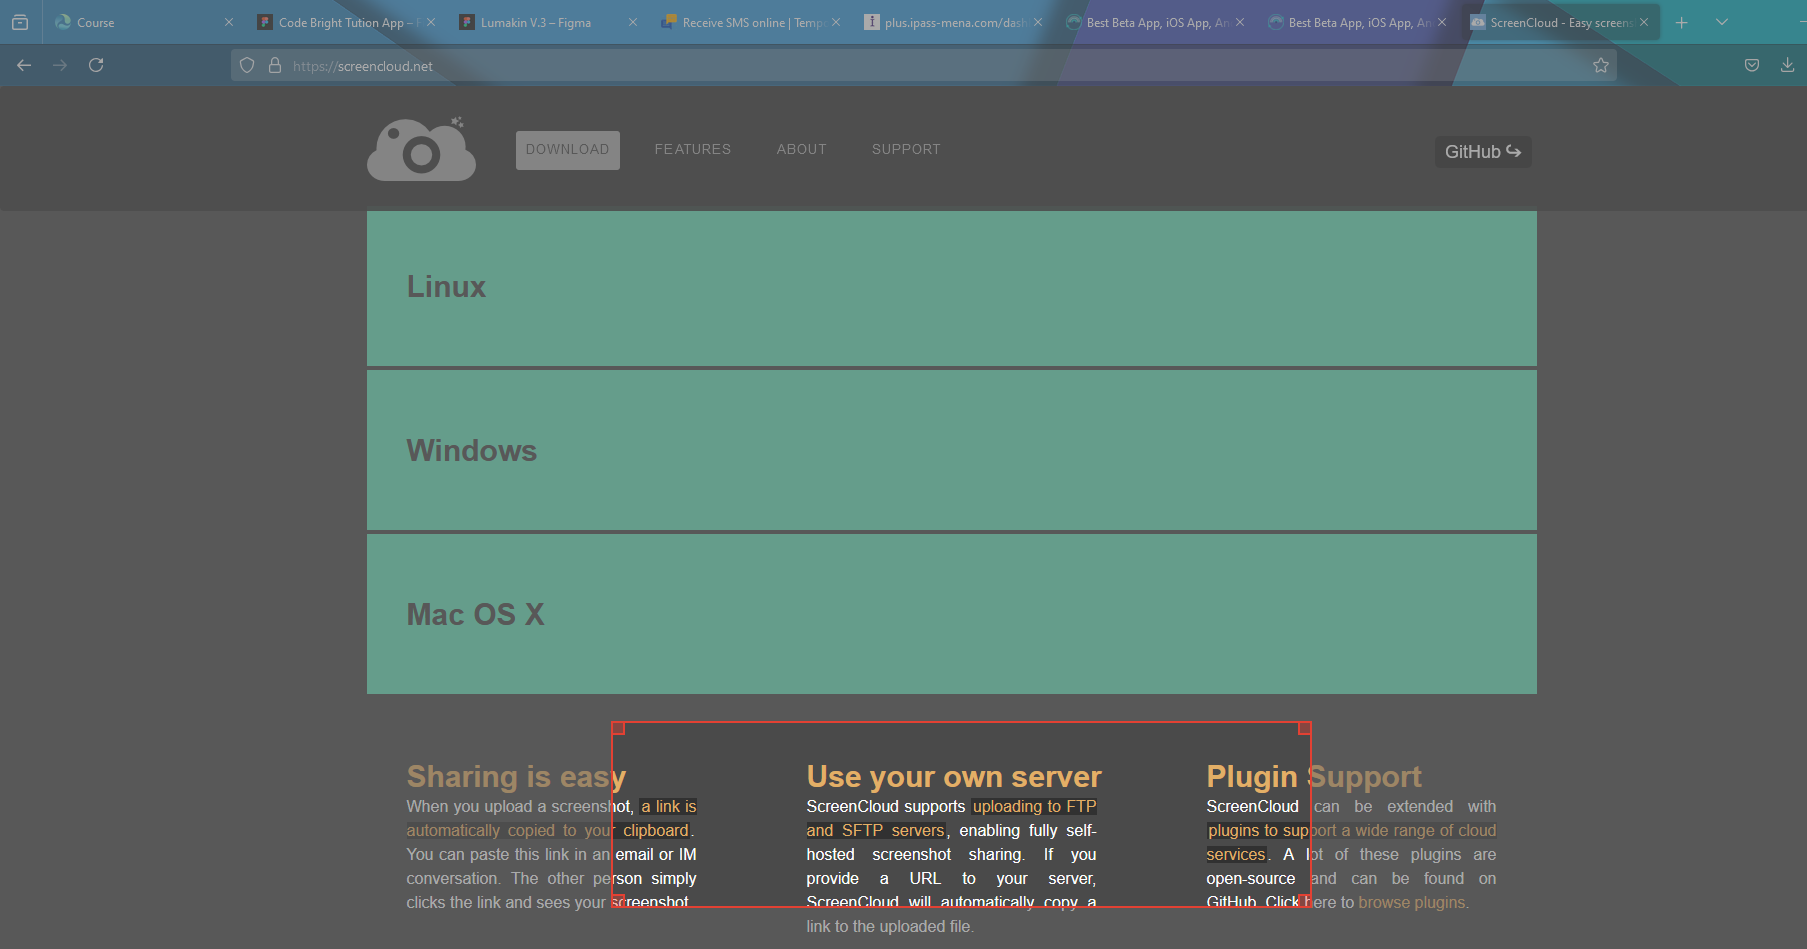 Course
Code Bright Tution App – F
Lumakin V.3 – Figma
Receive SMS online | Temp
plus.ipass-mena.com/dash
Best Beta App, iOS App, An
Best Beta App, iOS App, An
ScreenCloud - Easy screens
https://screencloud.net
DOWNLOAD FEATURES ABOUT SUPPORT
GitHub
Linux
Windows
Mac OS X
Sharing is easy
When you upload a screenshot, a link is
automatically copied to your clipboard.
You can paste this link in an email or IM
conversation. The other person simply
clicks the link and sees your screenshot.
Use your own server
ScreenCloud supports uploading to FTP
and SFTP servers, enabling fully self-
hosted screenshot sharing. If you
provide a URL to your server,
ScreenCloud will automatically copy a
link to the uploaded file.
Plugin Support
ScreenCloud can be extended with
plugins to support a wide range of cloud
services. A lot of these plugins are
open-source and can be found on
GitHub. Click here to browse plugins.